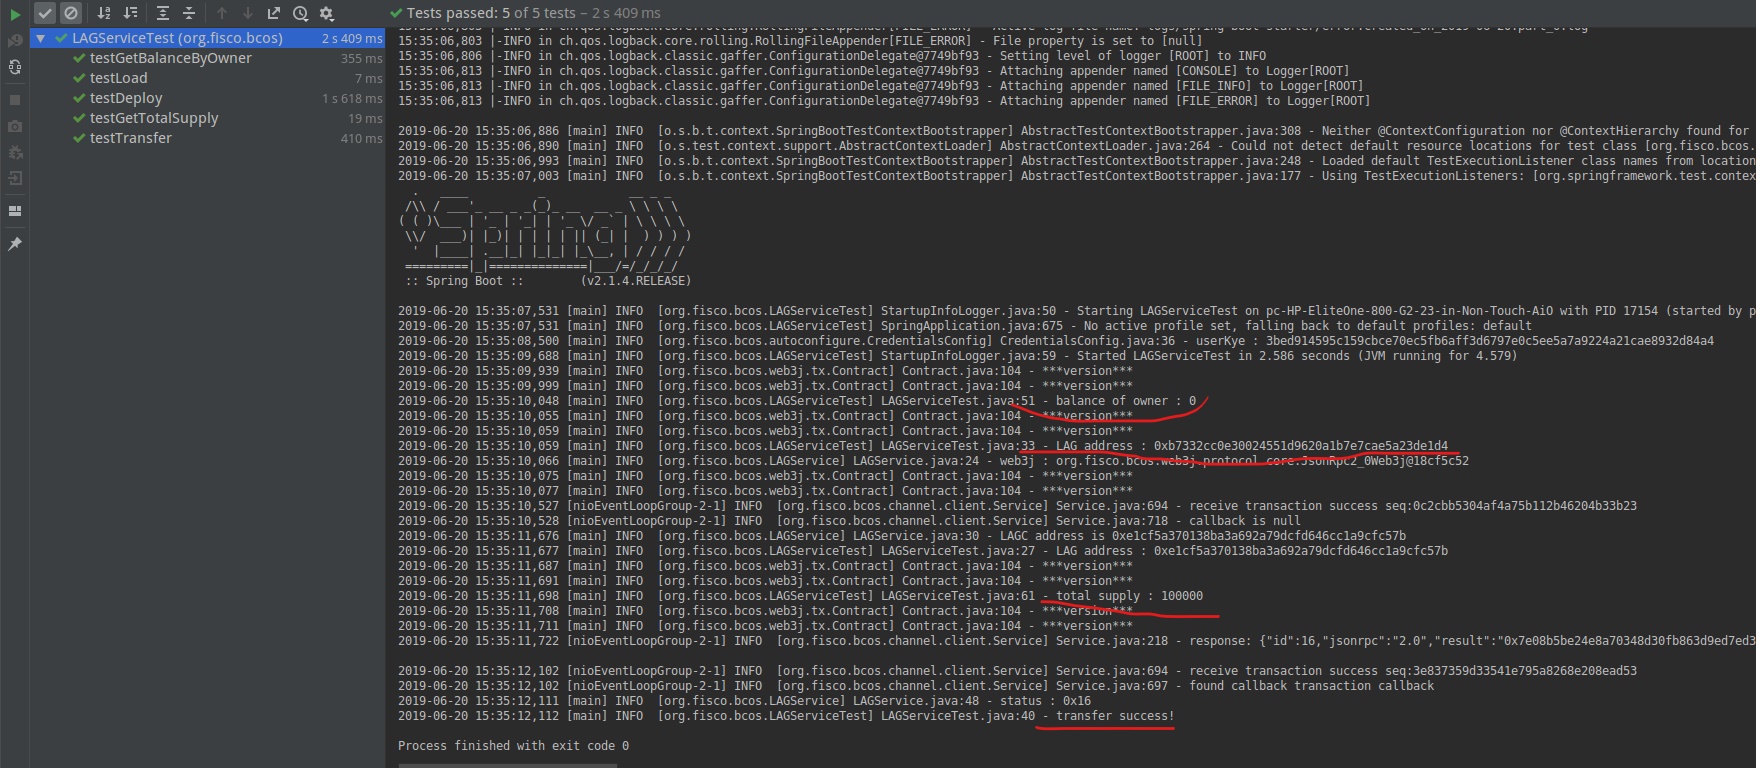 Tests passed: 5 of 5 tests – 2 s 409 ms
LAGServiceTest (org.fisco.bcos) 2 s 409 ms
testGetBalanceByOwner 355 ms
testLoad 7 ms
testDeploy 1 s 618 ms
testGetTotalSupply 19 ms
testTransfer 410 ms
15:35:06,803 |-INFO in ch.qos.logback.core.rolling.RollingFileAppender[FILE_ERROR] - File property is set to [null]
15:35:06,806 |-INFO in ch.qos.logback.classic.gaffer.ConfigurationDelegate@7749bf93 - Setting level of logger [ROOT] to INFO
15:35:06,813 |-INFO in ch.qos.logback.classic.gaffer.ConfigurationDelegate@7749bf93 - Attaching appender named [CONSOLE] to Logger[ROOT]
15:35:06,813 |-INFO in ch.qos.logback.classic.gaffer.ConfigurationDelegate@7749bf93 - Attaching appender named [FILE_INFO] to Logger[ROOT]
15:35:06,813 |-INFO in ch.qos.logback.classic.gaffer.ConfigurationDelegate@7749bf93 - Attaching appender named [FILE_ERROR] to Logger[ROOT]
2019-06-20 15:35:06,886 [main] INFO  [o.s.b.t.context.SpringBootTestContextBootstrapper] AbstractTestContextBootstrapper.java:308 - Neither @ContextConfiguration nor @ContextHierarchy found for
2019-06-20 15:35:06,890 [main] INFO  [o.s.test.context.support.AbstractContextLoader] AbstractContextLoader.java:264 - Could not detect default resource locations for test class [org.fisco.bcos.
2019-06-20 15:35:06,993 [main] INFO  [o.s.b.t.context.SpringBootTestContextBootstrapper] AbstractTestContextBootstrapper.java:248 - Loaded default TestExecutionListener class names from location
2019-06-20 15:35:07,003 [main] INFO  [o.s.b.t.context.SpringBootTestContextBootstrapper] AbstractTestContextBootstrapper.java:177 - Using TestExecutionListeners: [org.springframework.test.contex
Spring
:: Spring Boot ::        (v2.1.4.RELEASE)
2019-06-20 15:35:07,531 [main] INFO  [org.fisco.bcos.LAGServiceTest] StartupInfoLogger.java:50 - Starting LAGServiceTest on pc-HP-EliteOne-800-G2-23-in-Non-Touch-AiO with PID 17154 (started by p
2019-06-20 15:35:07,531 [main] INFO  [org.fisco.bcos.LAGServiceTest] SpringApplication.java:675 - No active profile set, falling back to default profiles: default
2019-06-20 15:35:08,500 [main] INFO  [org.fisco.bcos.autoconfigure.CredentialsConfig] CredentialsConfig.java:36 - userKye : 3bed914595c159cbce70ec5fb6aff3d6797e0c5ee5a7a9224a21cae8932d84a4
2019-06-20 15:35:09,688 [main] INFO  [org.fisco.bcos.LAGServiceTest] StartupInfoLogger.java:59 - Started LAGServiceTest in 2.586 seconds (JVM running for 4.579)
2019-06-20 15:35:09,939 [main] INFO  [org.fisco.bcos.web3j.tx.Contract] Contract.java:104 - ***version***
2019-06-20 15:35:09,999 [main] INFO  [org.fisco.bcos.web3j.tx.Contract] Contract.java:104 - ***version***
2019-06-20 15:35:10,048 [main] INFO  [org.fisco.bcos.LAGServiceTest] LAGServiceTest.java:51 - balance of owner : 0
2019-06-20 15:35:10,055 [main] INFO  [org.fisco.bcos.web3j.tx.Contract] Contract.java:104 - ***version***
2019-06-20 15:35:10,059 [main] INFO  [org.fisco.bcos.web3j.tx.Contract] Contract.java:104 - ***version***
2019-06-20 15:35:10,059 [main] INFO  [org.fisco.bcos.LAGServiceTest] LAGServiceTest.java:33 - LAG address : 0xb7332cc0e30024551d9620a1b7e7cae5a23de1d4
2019-06-20 15:35:10,066 [main] INFO  [org.fisco.bcos.LAGService] LAGService.java:24 - web3j : org.fisco.bcos.web3j.protocol.core.JsonRpc2_0Web3j@18cf5c52
2019-06-20 15:35:10,075 [main] INFO  [org.fisco.bcos.web3j.tx.Contract] Contract.java:104 - ***version***
2019-06-20 15:35:10,077 [main] INFO  [org.fisco.bcos.web3j.tx.Contract] Contract.java:104 - ***version***
2019-06-20 15:35:10,527 [nioEventLoopGroup-2-1] INFO  [org.fisco.bcos.channel.client.Service] Service.java:694 - receive transaction success seq:0c2cbb5304af4a75b112b46204b33b23
2019-06-20 15:35:10,528 [nioEventLoopGroup-2-1] INFO  [org.fisco.bcos.channel.client.Service] Service.java:718 - callback is null
2019-06-20 15:35:11,676 [main] INFO  [org.fisco.bcos.LAGService] LAGService.java:30 - LAGC address is 0xe1cf5a370138ba3a692a79dcfd646cc1a9cfc57b
2019-06-20 15:35:11,677 [main] INFO  [org.fisco.bcos.LAGServiceTest] LAGServiceTest.java:27 - LAG address : 0xe1cf5a370138ba3a692a79dcfd646cc1a9cfc57b
2019-06-20 15:35:11,687 [main] INFO  [org.fisco.bcos.web3j.tx.Contract] Contract.java:104 - ***version***
2019-06-20 15:35:11,691 [main] INFO  [org.fisco.bcos.web3j.tx.Contract] Contract.java:104 - ***version***
2019-06-20 15:35:11,698 [main] INFO  [org.fisco.bcos.LAGServiceTest] LAGServiceTest.java:61 - total supply : 100000
2019-06-20 15:35:11,708 [main] INFO  [org.fisco.bcos.web3j.tx.Contract] Contract.java:104 - ***version***
2019-06-20 15:35:11,711 [main] INFO  [org.fisco.bcos.web3j.tx.Contract] Contract.java:104 - ***version***
2019-06-20 15:35:11,722 [nioEventLoopGroup-2-1] INFO  [org.fisco.bcos.channel.client.Service] Service.java:218 - response: {"id":16,"jsonrpc":"2.0","result":"0x7e08b5be24e8a70348d30fb863d9ed7ed3
2019-06-20 15:35:12,102 [nioEventLoopGroup-2-1] INFO  [org.fisco.bcos.channel.client.Service] Service.java:694 - receive transaction success seq:3e837359d33541e795a8268e208ead53
2019-06-20 15:35:12,102 [nioEventLoopGroup-2-1] INFO  [org.fisco.bcos.channel.client.Service] Service.java:697 - found callback transaction callback
2019-06-20 15:35:12,111 [main] INFO  [org.fisco.bcos.LAGService] LAGService.java:48 - status : 0x16
2019-06-20 15:35:12,112 [main] INFO  [org.fisco.bcos.LAGServiceTest] LAGServiceTest.java:40 - transfer success!
Process finished with exit code 0